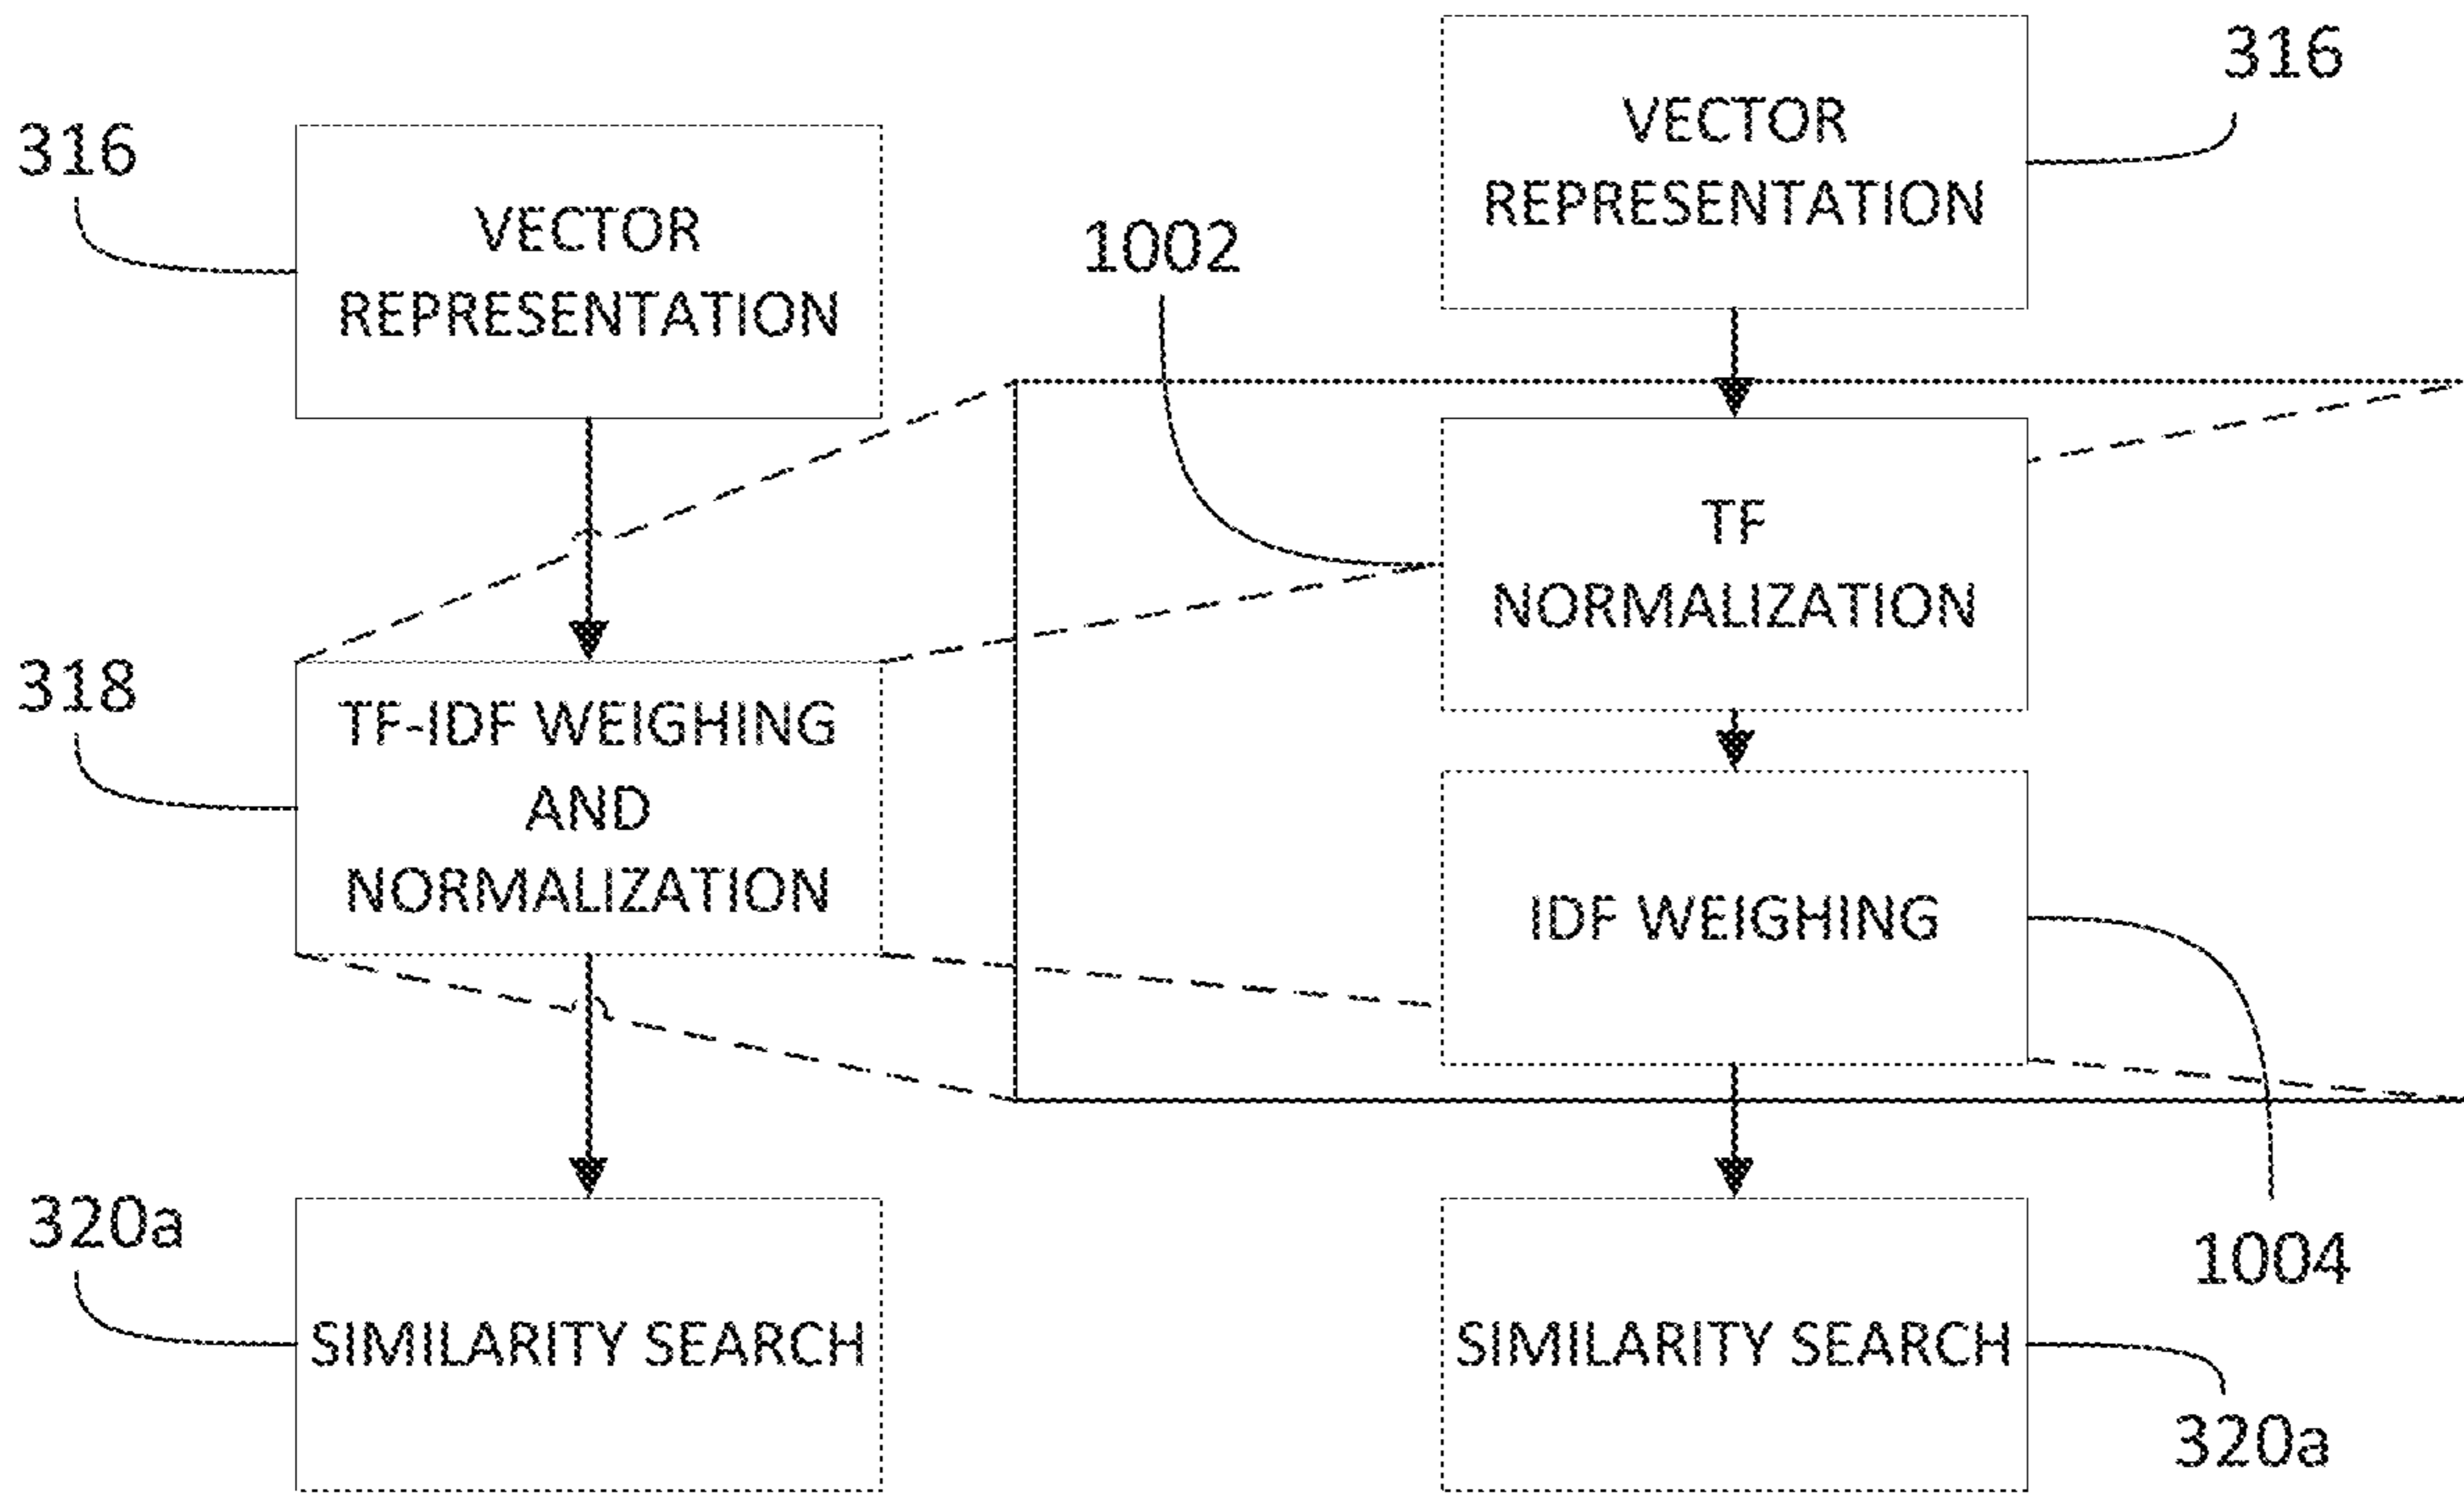 316
VECTOR
REPRESENTATION
318
TF-IDF WEIGHING
AND
NORMALIZATION
320a
SIMILARITY SEARCH
316
VECTOR
REPRESENTATION
1002
TF
NORMALIZATION
IDF WEIGHING
1004
SIMILARITY SEARCH
320a